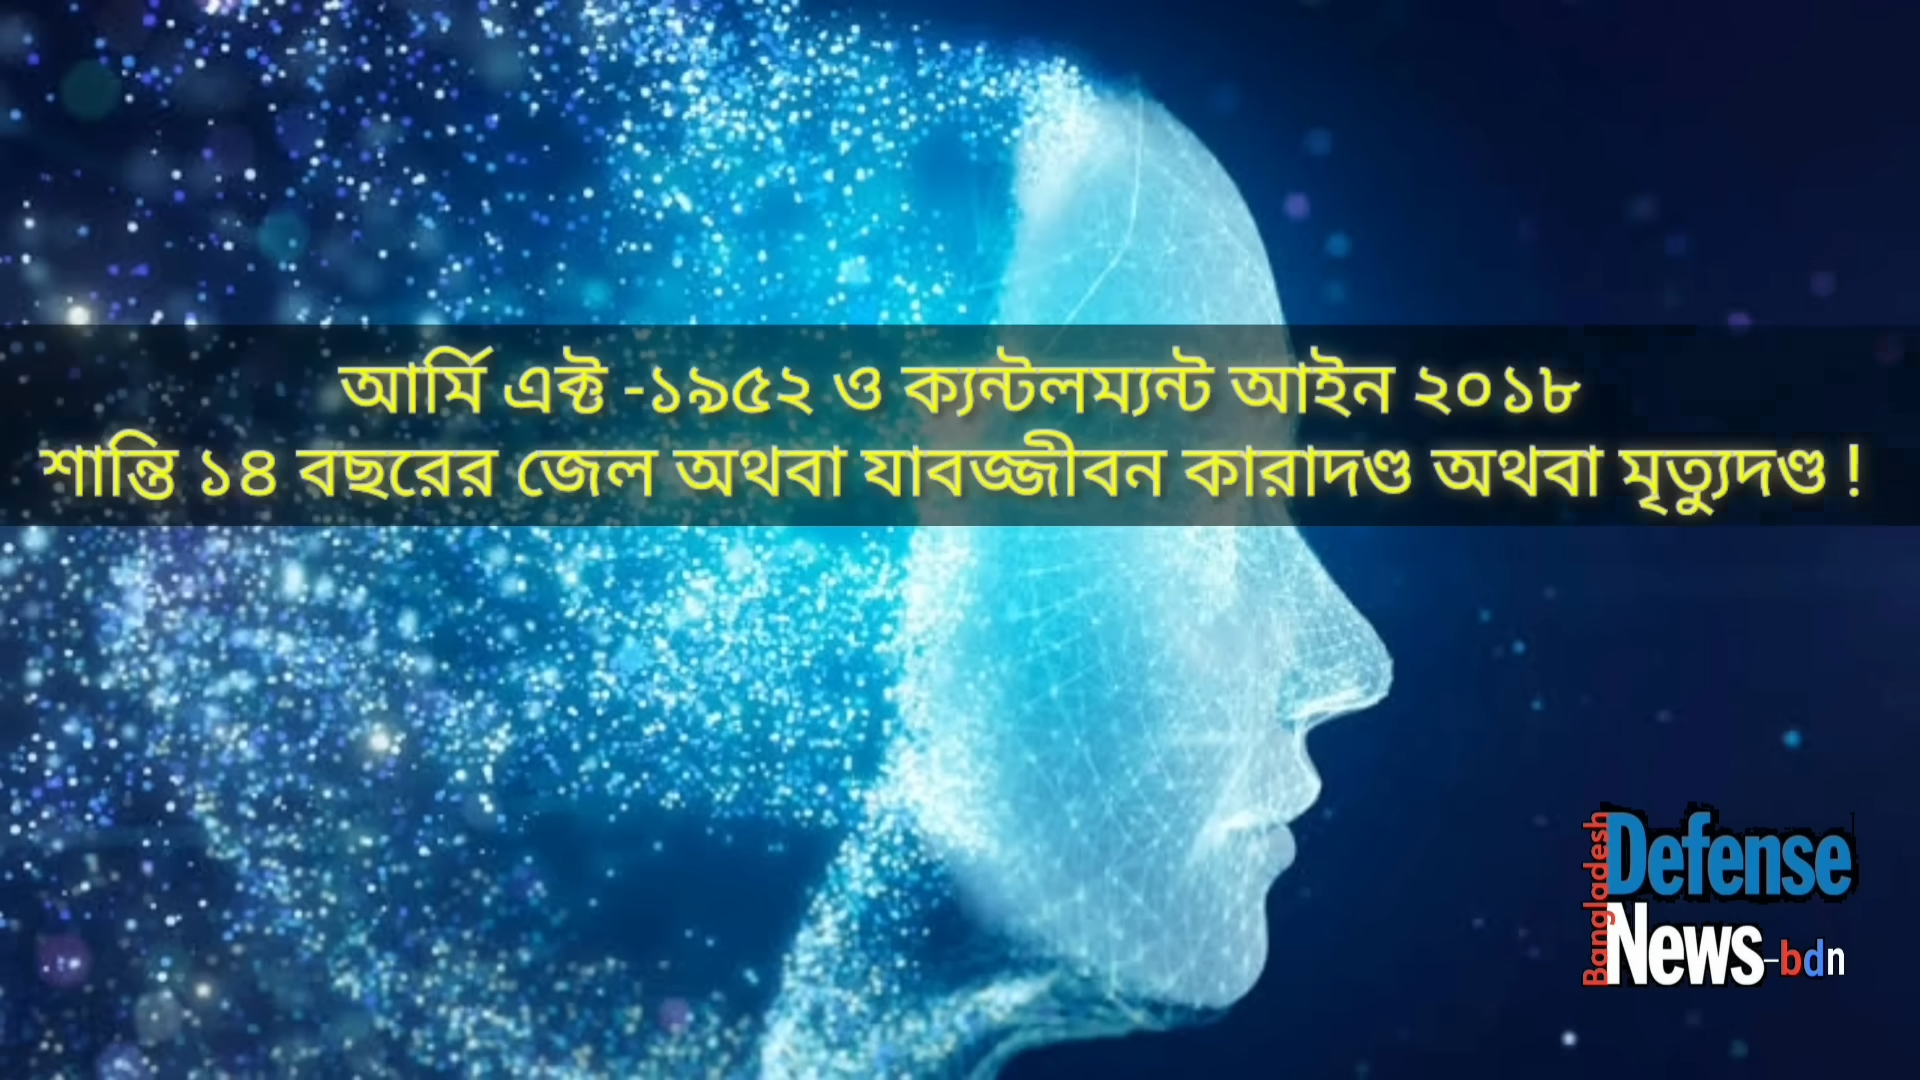 আর্মি এক্ট -১৯৫২ ও ক্যন্টলম্যন্ট আইন ২০১৮
শান্তি ১৪ বছরের জেল অথবা যাবজ্জীবন কারাদণ্ড অথবা মৃত্যুদণ্ড !
Bangladesh
Defense
News-bdn